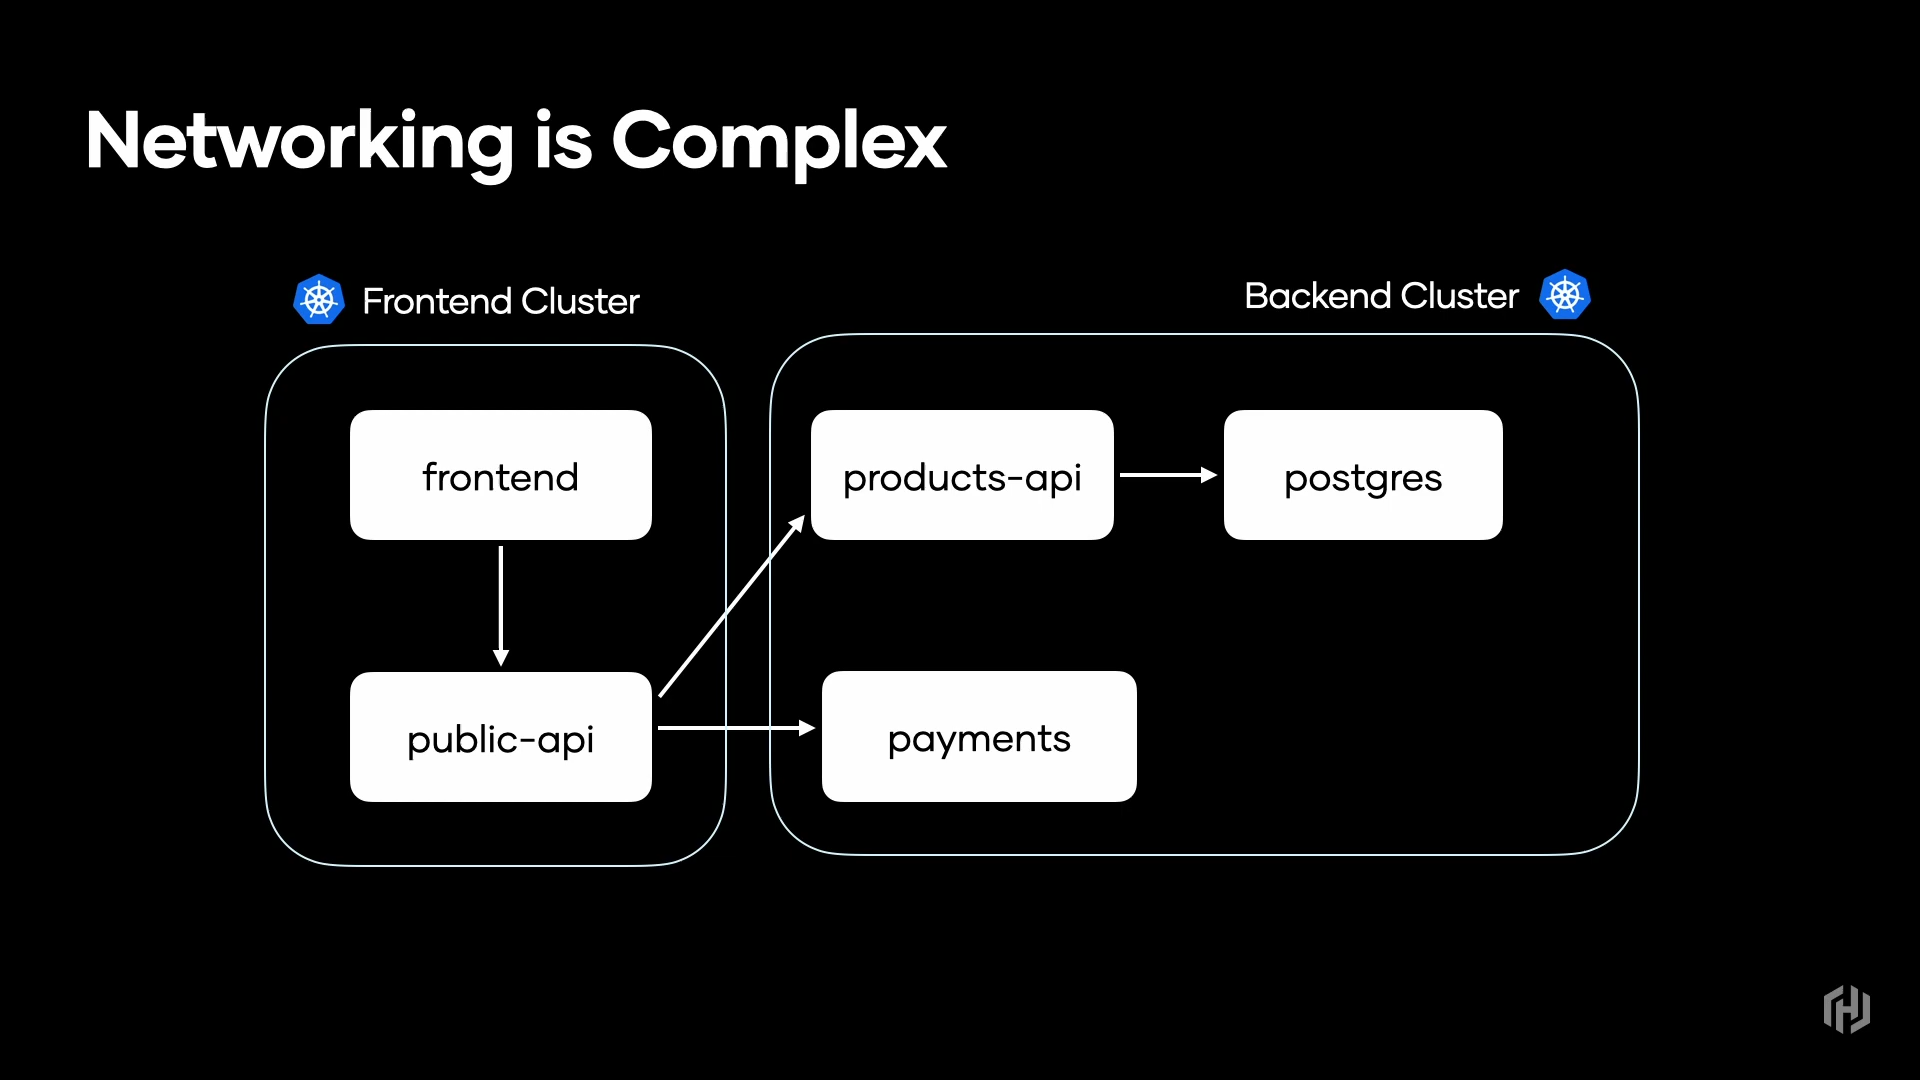 Networking is Complex
Frontend Cluster
Backend Cluster
frontend
products-api
postgres
public-api
payments